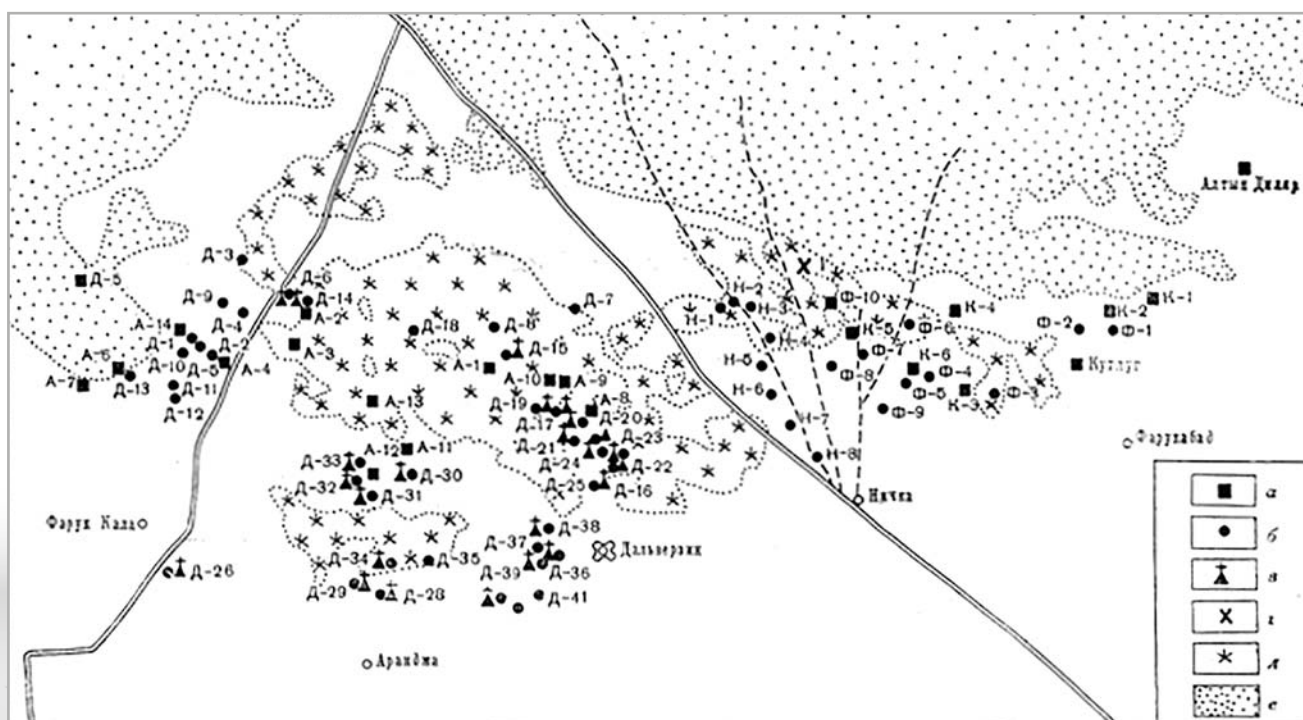 Алтын Диляр
Д-3
Д-5
Д-6
Д-9
Д-14
Д-7
Н-2
Ф-10
К-4
К-1
К-2
Н-1
Н-3
А-14
Д-4
А-2
Д-18
Д-8
Н-4
К-5
Ф-6
Ф-2
Ф-1
Д-1
Д-2
А-3
Д-15
Ф-7
Д-10
Д-5
А-4
А-6
А-1
Н-5
Ф-8
К-6
Ф-4
Кутлуг
А-7
Д-13
Д-11
А-10
А-9
Н-6
Ф-5
К-3
Ф-3
Д-12
А-13
Д-19
А-8
Ф-9
Д-17
Д-20
Н-7
Д-21
Д-23
Фарухабад
А-12
А-11
Д-33
Д-30
Д-24
Д-22
Н-8
Д-32
Д-31
Д-25
Д-16
Ничка
а
Фарух Кала
Д-38
б
Д-37
Дальверзин
Д-26
Д-34
Д-35
Д-39
Д-36
в
Д-29
Д-28
Д-41
г
Аранджа
д
е